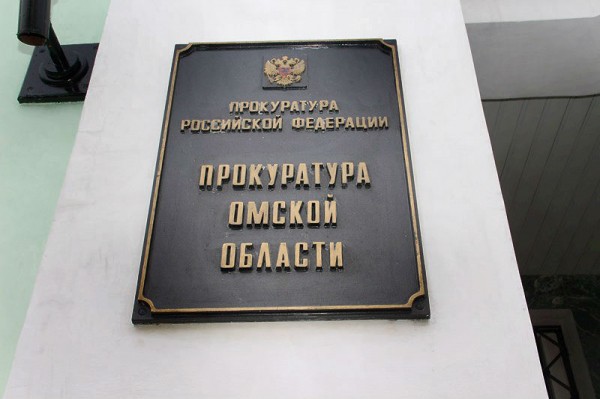 ПРОКУРАТУРА
РОССИЙСКОЙ ФЕДЕРАЦИИ
ПРОКУРАТУРА
ОМСКОЙ
ОБЛАСТИ